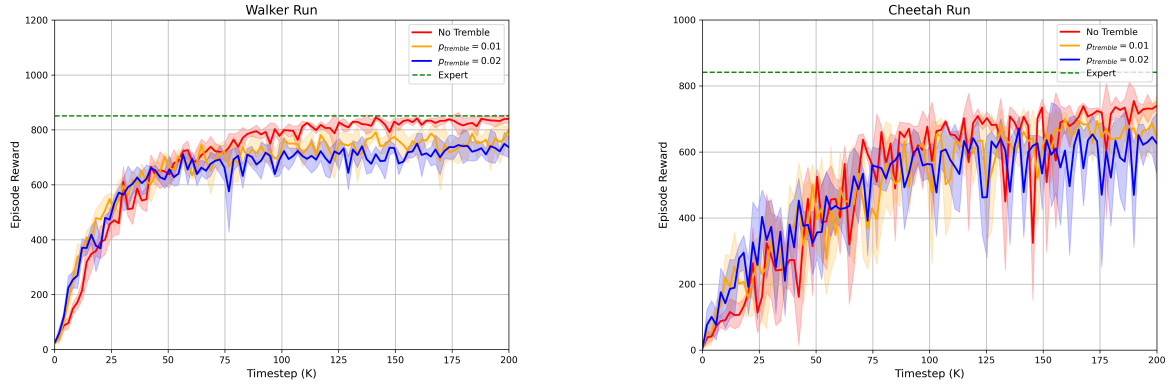 Walker Run
1200
1000
800
600
400
200
0
Episode Reward
0 25 50 75 100 125 150 175 200
Timestep (K)
No Tremble
p_tremble = 0.01
p_tremble = 0.02
Expert
Cheetah Run
1000
800
600
400
200
0
Episode Reward
0 25 50 75 100 125 150 175 200
Timestep (K)
No Tremble
p_tremble = 0.01
p_tremble = 0.02
Expert